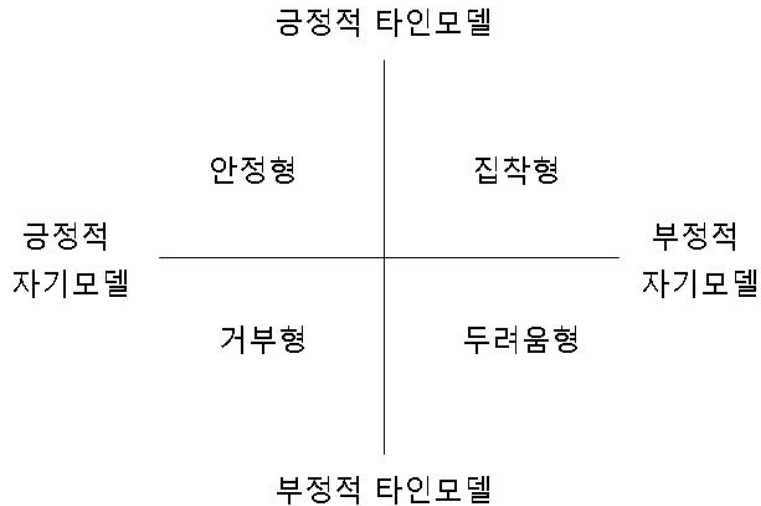 긍정적 타인모델
안정형
집착형
긍정적
자기모델
부정적
자기모델
거부형
두려움형
부정적 타인모델